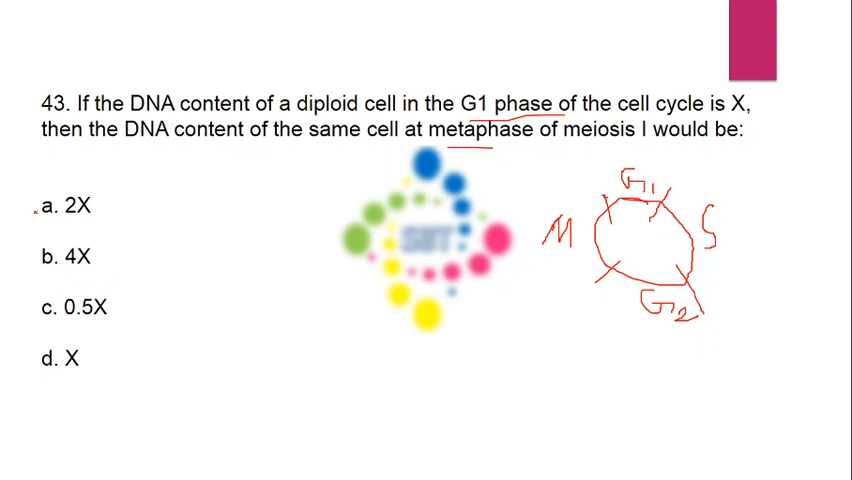 43. If the DNA content of a diploid cell in the G1 phase of the cell cycle is X,
then the DNA content of the same cell at metaphase of meiosis I would be:
a. 2X
b. 4X
c. 0.5X
d. X
G1
M
S
G2